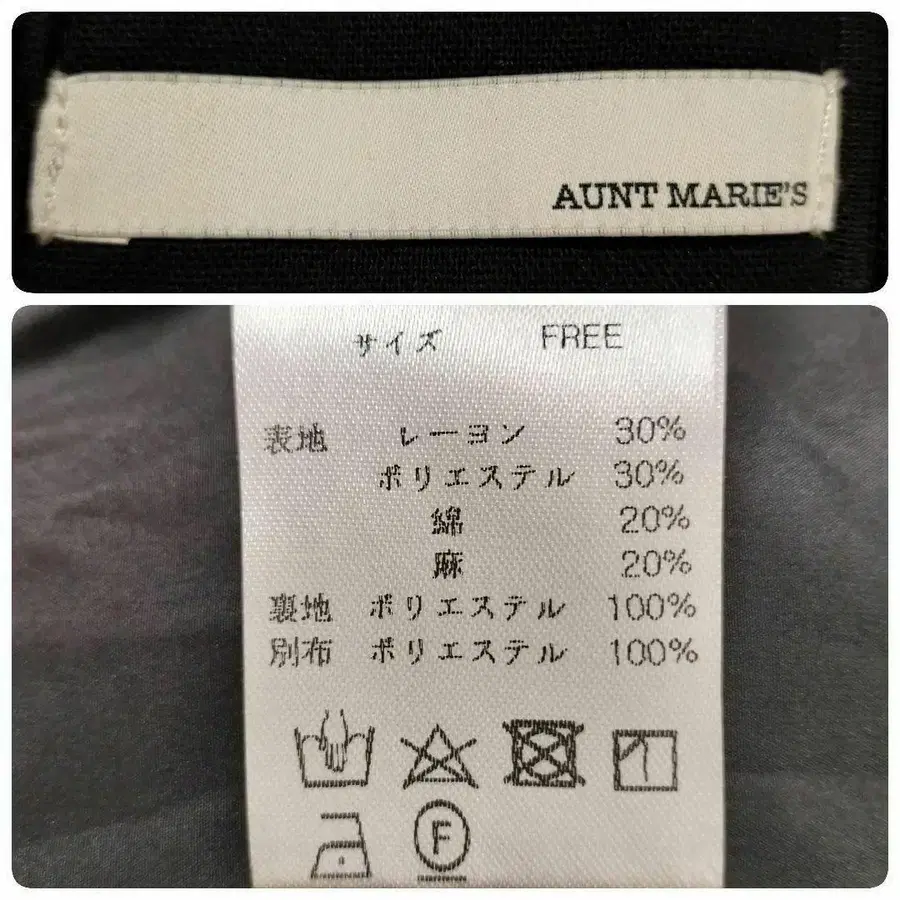 AUNT MARIE'S
サイズ FREE
表地 レーヨン 30%
ポリエステル 30%
綿 20%
麻 20%
裏地 ポリエステル 100%
別布 ポリエステル 100%
F